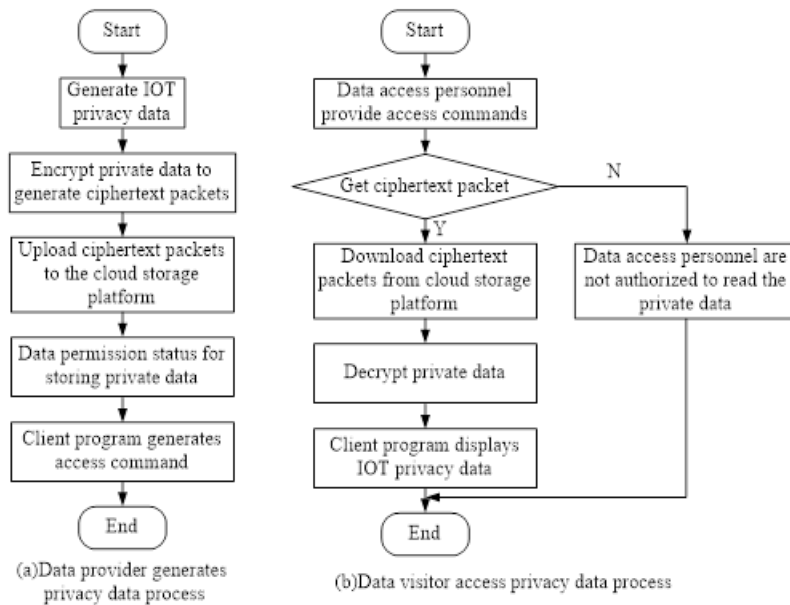 Start
Generate IOT
privacy data
Encrypt private data to
generate ciphertext packets
Upload ciphertext packets
to the cloud storage
platform
Data permission status for
storing private data
Client program generates
access command
End
(a)Data provider generates
privacy data process
Start
Data access personnel
provide access commands
Get ciphertext packet
N
Y
Download ciphertext
packets from cloud storage
platform
Data access personnel are
not authorized to read the
private data
Decrypt private data
Client program displays
IOT privacy data
End
(b)Data visitor access privacy data process